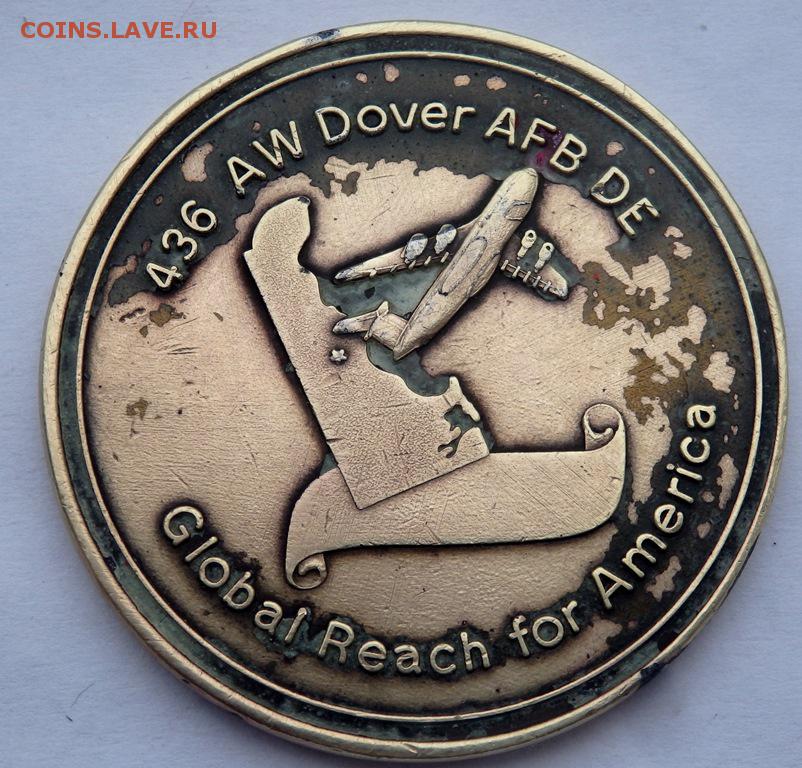 COINS.LAVE.RU
436 AW Dover AFB DE
Global Reach for America